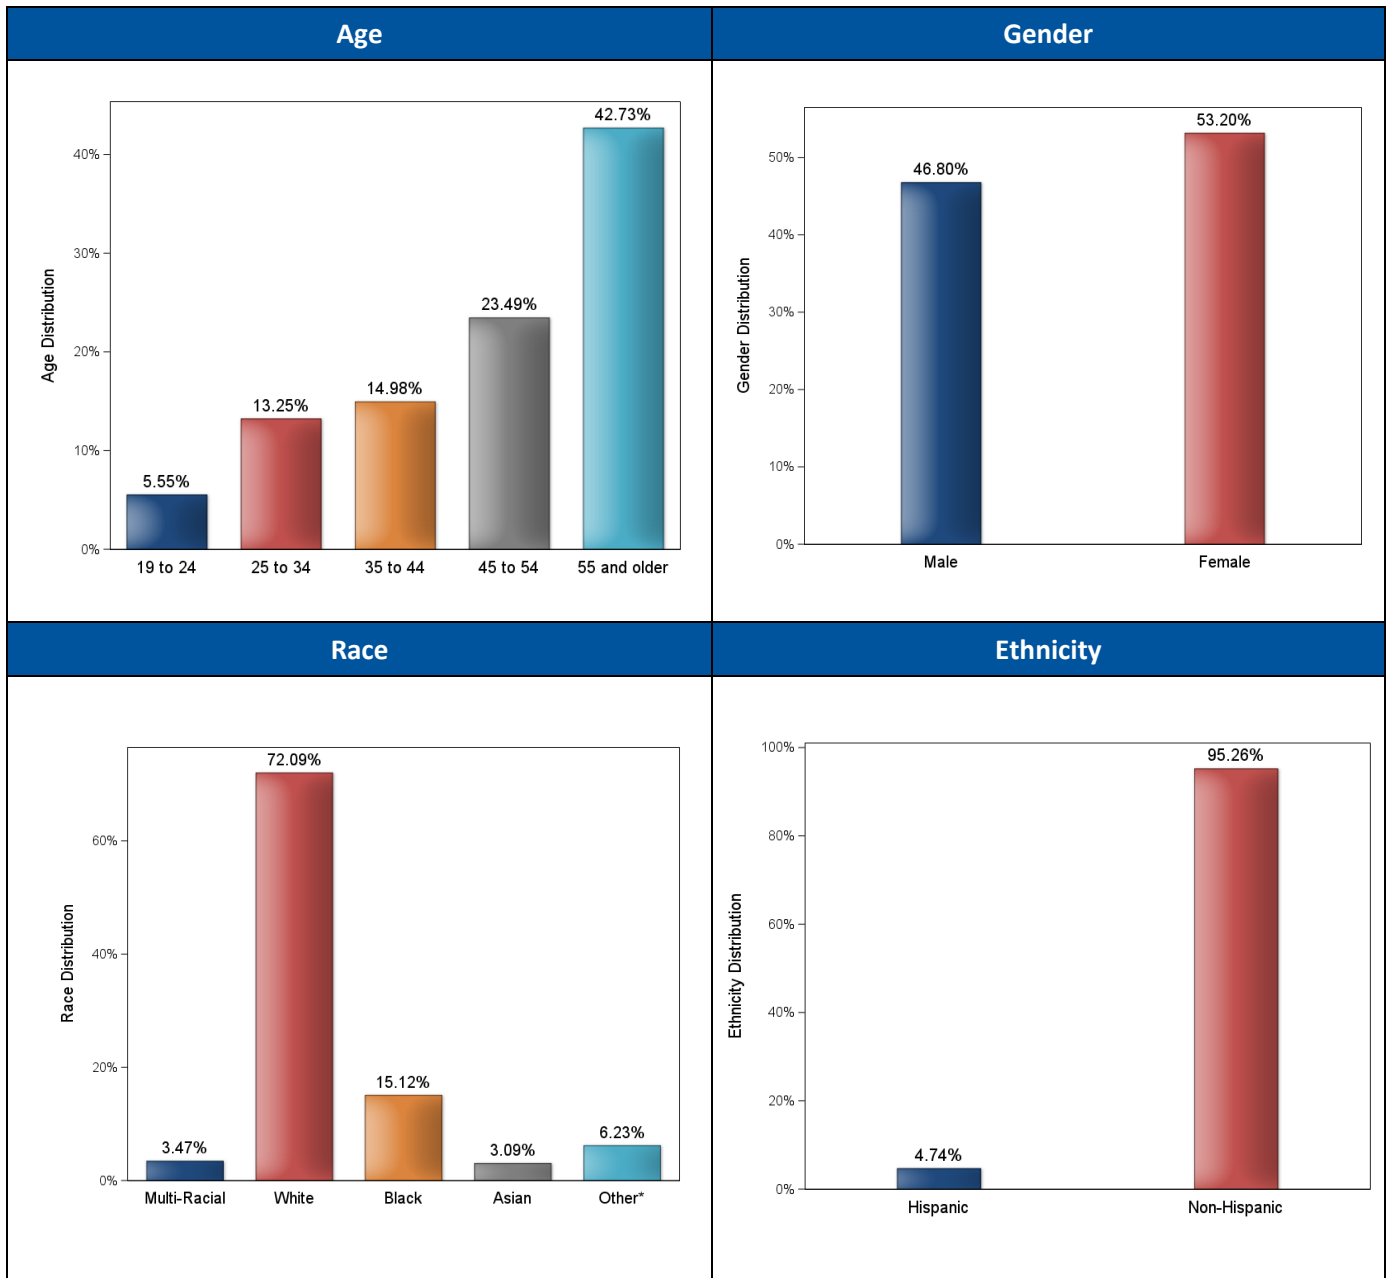 Age
Gender
Age Distribution
40%
30%
20%
10%
0%
5.55%
13.25%
14.98%
23.49%
42.73%
19 to 24
25 to 34
35 to 44
45 to 54
55 and older
Gender Distribution
50%
40%
30%
20%
10%
0%
46.80%
53.20%
Male
Female
Race
Ethnicity
Race Distribution
60%
40%
20%
0%
3.47%
72.09%
15.12%
3.09%
6.23%
Multi-Racial
White
Black
Asian
Other*
Ethnicity Distribution
100%
80%
60%
40%
20%
0%
4.74%
95.26%
Hispanic
Non-Hispanic